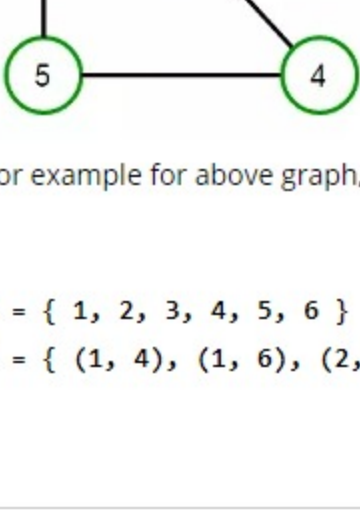 5 4
or example for above graph,
= { 1, 2, 3, 4, 5, 6 }
= { (1, 4), (1, 6), (2,